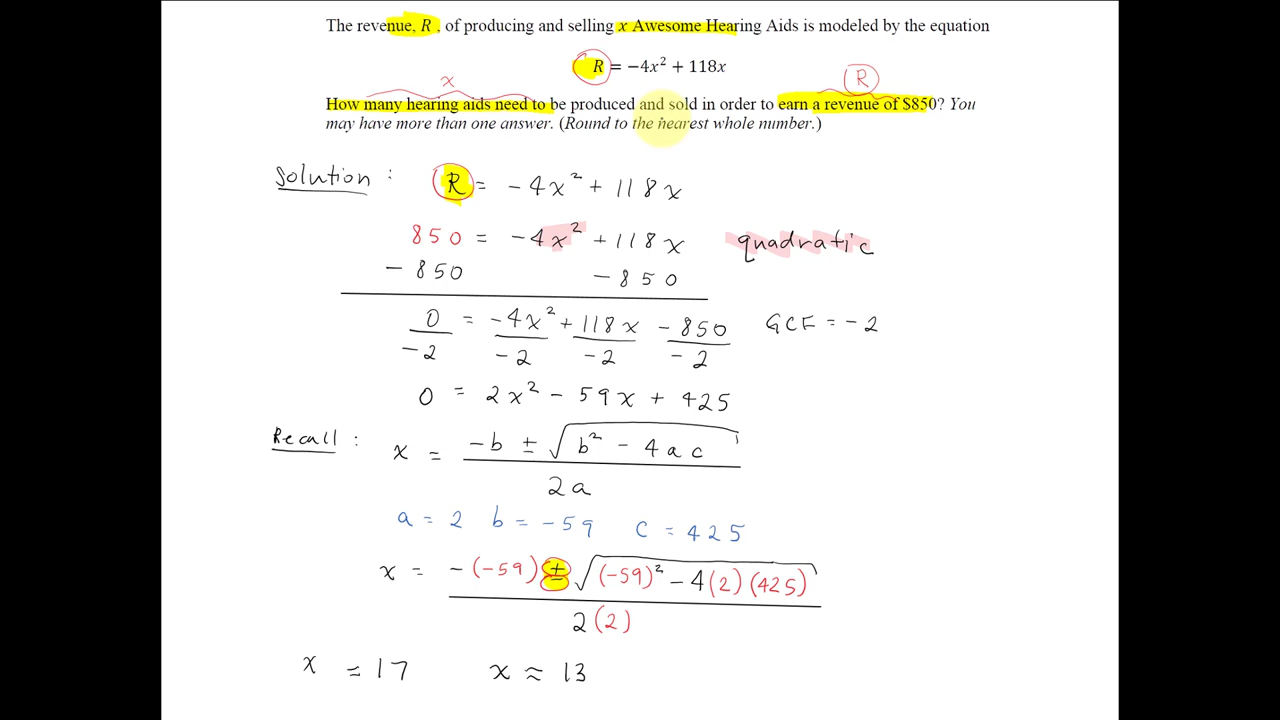 The revenue, R , of producing and selling x Awesome Hearing Aids is modeled by the equation
R = −4x² + 118x
x R
How many hearing aids need to be produced and sold in order to earn a revenue of $850? You
may have more than one answer. (Round to the nearest whole number.)
Solution : R = - 4x² + 118x
850 = - 4x² + 118x quadratic
- 850 - 850
0/-2 = -4x²/-2 + 118x/-2 - 850/-2 GCF = -2
0 = 2x² - 59x + 425
Recall : x = (-b ± √(b² - 4ac)) / 2a
a = 2 b = -59 c = 425
x = (-(-59) ± √((-59)² - 4(2)(425))) / 2(2)
x = 17 x ≈ 13